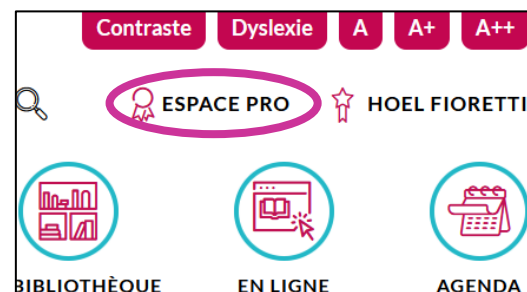 Contraste Dyslexie A A+ A++
ESPACE PRO HOEL FIORETTI
BIBLIOTHÈQUE EN LIGNE AGENDA